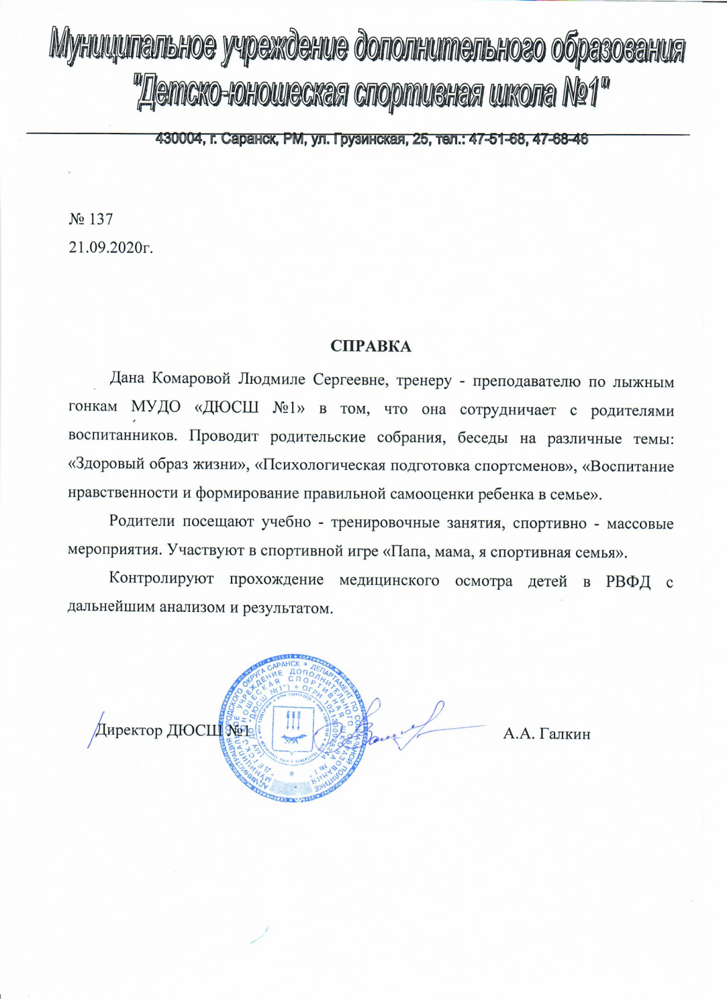 Муниципальное учреждение дополнительного образования
"Детско-юношеская спортивная школа №1"
430004, г. Саранск, РМ, ул. Грузинская, 25, тел.: 47-51-68, 47-68-46
№ 137
21.09.2020г.
СПРАВКА
Дана Комаровой Людмиле Сергеевне, тренеру - преподавателю по лыжным
гонкам МУДО «ДЮСШ №1» в том, что она сотрудничает с родителями
воспитанников. Проводит родительские собрания, беседы на различные темы:
«Здоровый образ жизни», «Психологическая подготовка спортсменов», «Воспитание
нравственности и формирование правильной самооценки ребенка в семье».
Родители посещают учебно - тренировочные занятия, спортивно - массовые
мероприятия. Участвуют в спортивной игре «Папа, мама, я спортивная семья».
Контролируют прохождение медицинского осмотра детей в РВФД с
дальнейшим анализом и результатом.
Директор ДЮСШ №1
А.А. Галкин
АДМИНИСТРАЦИЯ ГОРОДСКОГО ОКРУГА САРАНСК * ДЕПАРТАМЕНТ ПО СОЦИАЛЬНОЙ ПОЛИТИКЕ
МУНИЦИПАЛЬНОЕ УЧРЕЖДЕНИЕ ДОПОЛНИТЕЛЬНОГО ОБРАЗОВАНИЯ
"ДЕТСКО-ЮНОШЕСКАЯ СПОРТИВНАЯ ШКОЛА №1"
(МУ ДО "ДЮСШ №1") * ОГРН 1021300975244